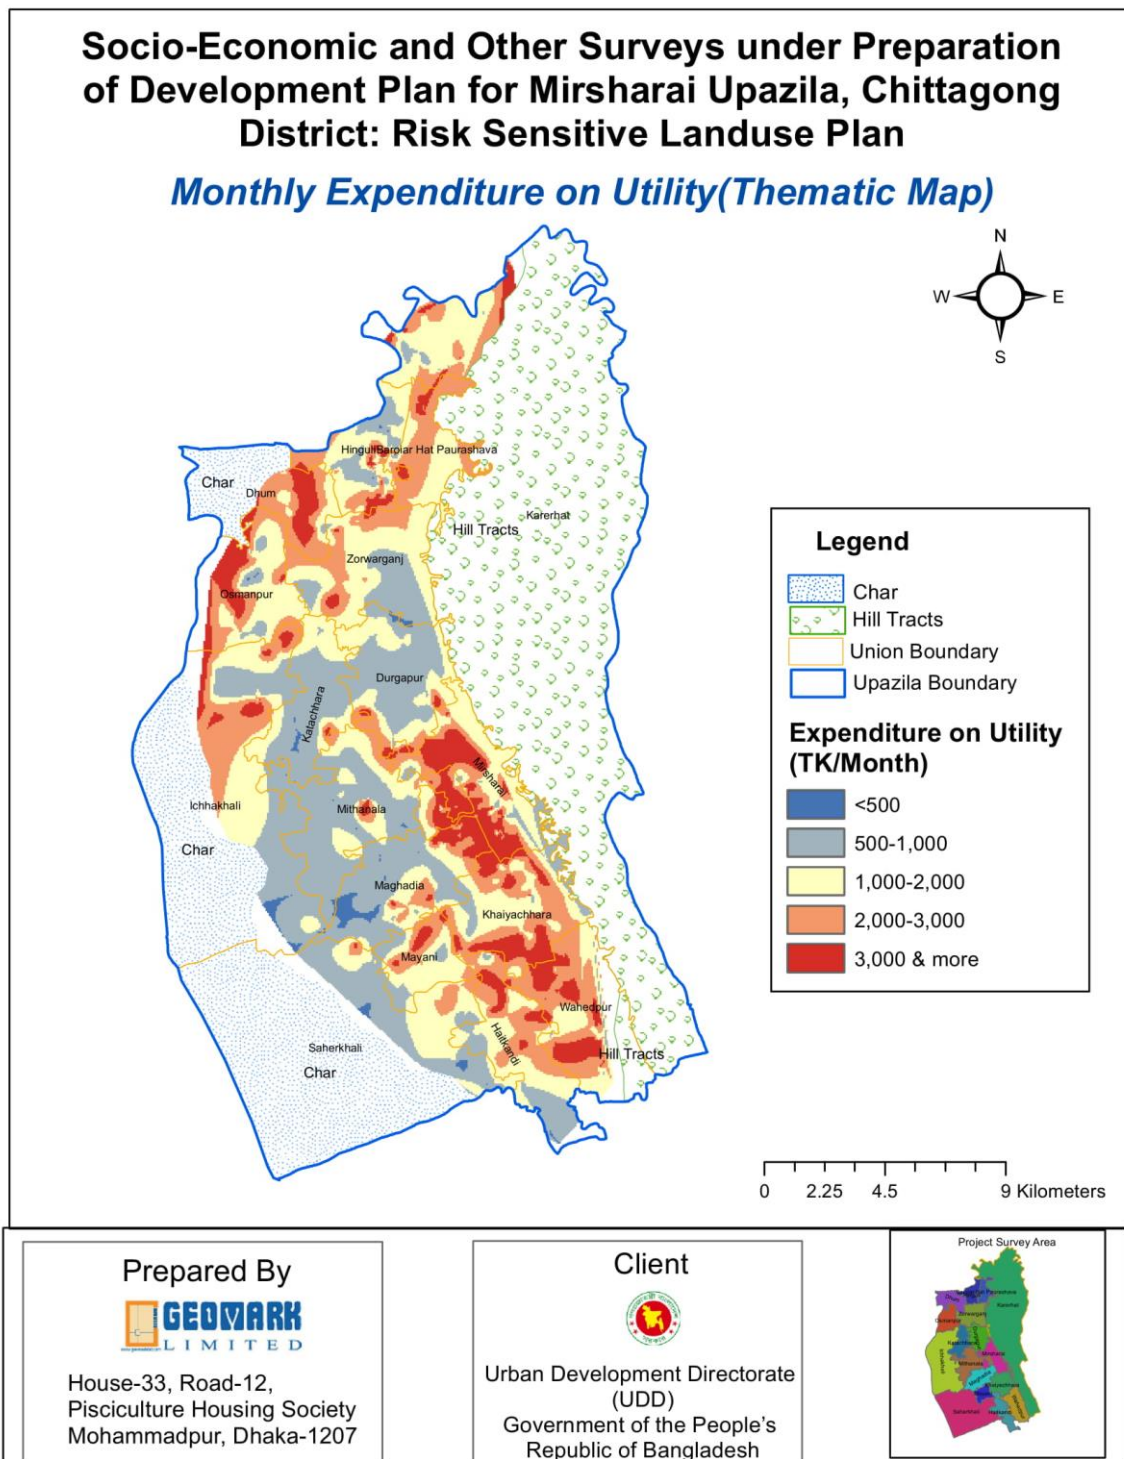 Socio-Economic and Other Surveys under Preparation
of Development Plan for Mirsharai Upazila, Chittagong
District: Risk Sensitive Landuse Plan
Monthly Expenditure on Utility(Thematic Map)
N
W
E
S
Hinguli
Baroiar Hat Paurashava
Char
Dhum
Karerhat
Hill Tracts
Zorwarganj
Osmanpur
Durgapur
Katachhara
Mirsharai
Ichhakhali
Mithanala
Char
Maghadia
Khaiyachhara
Mayani
Wahedpur
Haitkandi
Saherkhali
Hill Tracts
Char
Legend
Char
Hill Tracts
Union Boundary
Upazila Boundary
Expenditure on Utility
(TK/Month)
<500
500-1,000
1,000-2,000
2,000-3,000
3,000 & more
0 2.25 4.5 9 Kilometers
Prepared By
GEOMARK
LIMITED
House-33, Road-12,
Pisciculture Housing Society
Mohammadpur, Dhaka-1207
Client
Urban Development Directorate
(UDD)
Government of the People's
Republic of Bangladesh
Project Survey Area
Karerhat